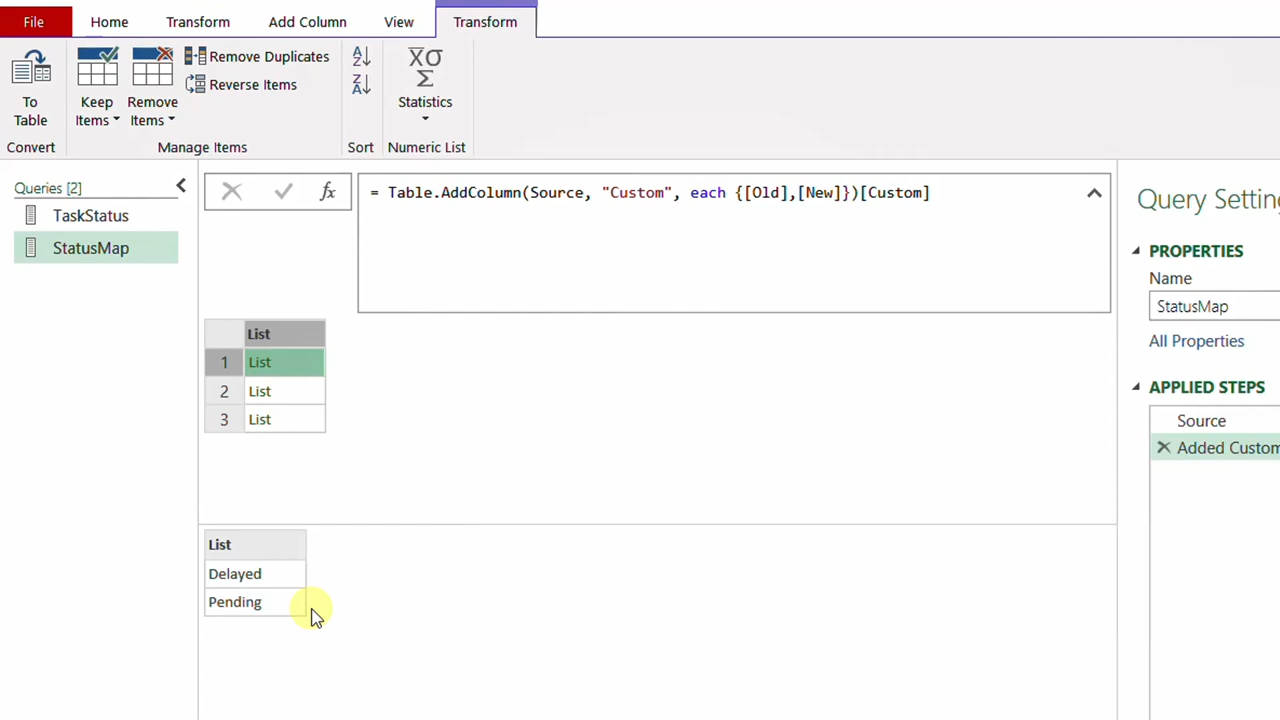 File Home Transform Add Column View Transform
To Table
Keep Items
Remove Items
Remove Duplicates
Reverse Items
A
Z
Z
A
X̄σ
Σ
Statistics
Convert Manage Items Sort Numeric List
Queries [2]
TaskStatus
StatusMap
fx
= Table.AddColumn(Source, "Custom", each {[Old],[New]})[Custom]
List
1 List
2 List
3 List
List
Delayed
Pending
Query Setting
PROPERTIES
Name
StatusMap
All Properties
APPLIED STEPS
Source
Added Custom